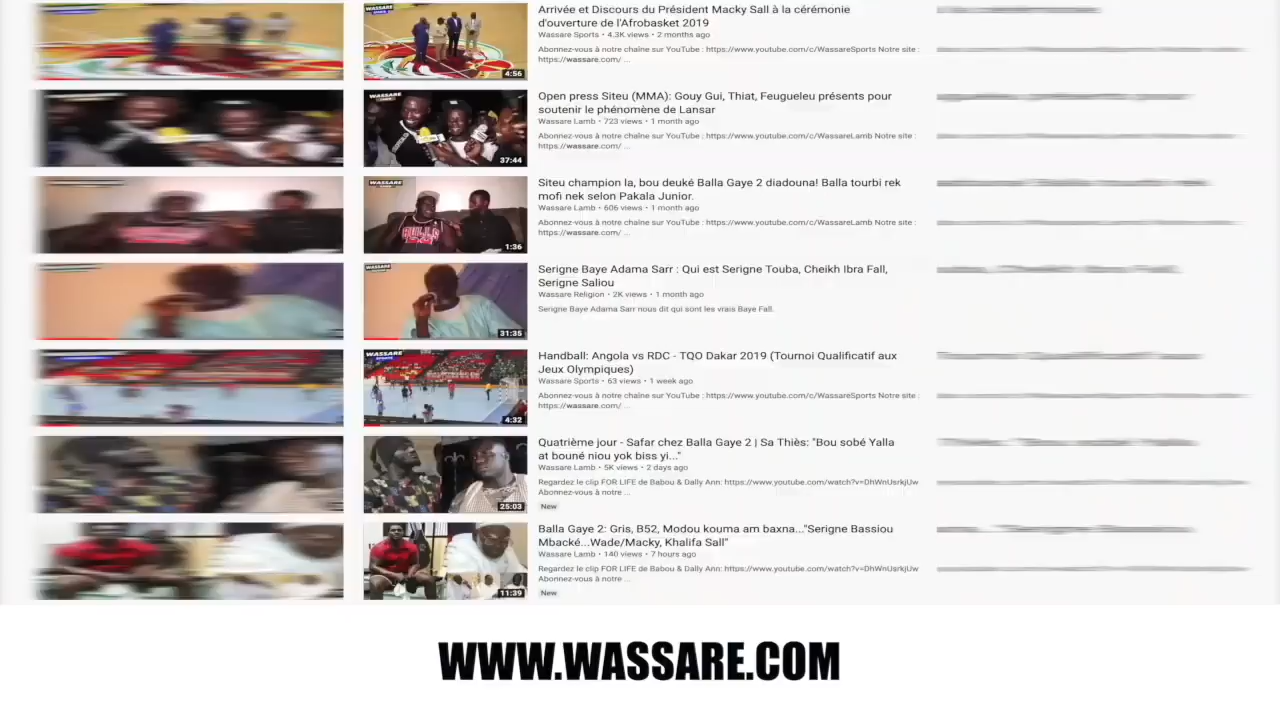 Arrivée et Discours du Président Macky Sall à la cérémonie
d'ouverture de l'Afrobasket 2019
Wassare Sports • 4.3K views • 2 months ago
Abonnez-vous à notre chaîne sur YouTube : https://www.youtube.com/c/WassareSports Notre site :
https://wassare.com/ ...
4:56
Open press Siteu (MMA): Gouy Gui, Thiat, Feugueleu présents pour
soutenir le phénomène de Lansar
Wassare Lamb • 723 views • 1 month ago
Abonnez-vous à notre chaîne sur YouTube : https://www.youtube.com/c/WassareLamb Notre site :
https://wassare.com/ ...
37:44
WASSARE
Siteu champion la, bou deuké Balla Gaye 2 diadouna! Balla tourbi rek
mofi nek selon Pakala Junior.
Wassare Lamb • 606 views • 1 month ago
Abonnez-vous à notre chaîne sur YouTube : https://www.youtube.com/c/WassareLamb Notre site :
https://wassare.com/ ...
BULLS
1:36
WASSARE
Serigne Baye Adama Sarr : Qui est Serigne Touba, Cheikh Ibra Fall,
Serigne Saliou
Wassare Religion • 2K views • 1 month ago
Serigne Baye Adama Sarr nous dit qui sont les vrais Baye Fall.
31:35
WASSARE
Handball: Angola vs RDC - TQO Dakar 2019 (Tournoi Qualificatif aux
Jeux Olympiques)
Wassare Sports • 63 views • 1 week ago
Abonnez-vous à notre chaîne sur YouTube : https://www.youtube.com/c/WassareSports Notre site :
https://wassare.com/ ...
4:32
Quatrième jour - Safar chez Balla Gaye 2 | Sa Thiès: "Bou sobé Yalla
at bouné niou yok biss yi..."
Wassare Lamb • 5K views • 2 days ago
Regardez le clip FOR LIFE de Babou & Dally Ann: https://www.youtube.com/watch?v=DhWnUsrkjUw
Abonnez-vous à notre ...
25:03
New
Balla Gaye 2: Gris, B52, Modou kouma am baxna..."Serigne Bassiou
Mbacké...Wade/Macky, Khalifa Sall"
Wassare Lamb • 140 views • 7 hours ago
Regardez le clip FOR LIFE de Babou & Dally Ann: https://www.youtube.com/watch?v=DhWnUsrkjUw
Abonnez-vous à notre ...
11:39
New
WWW.WASSARE.COM